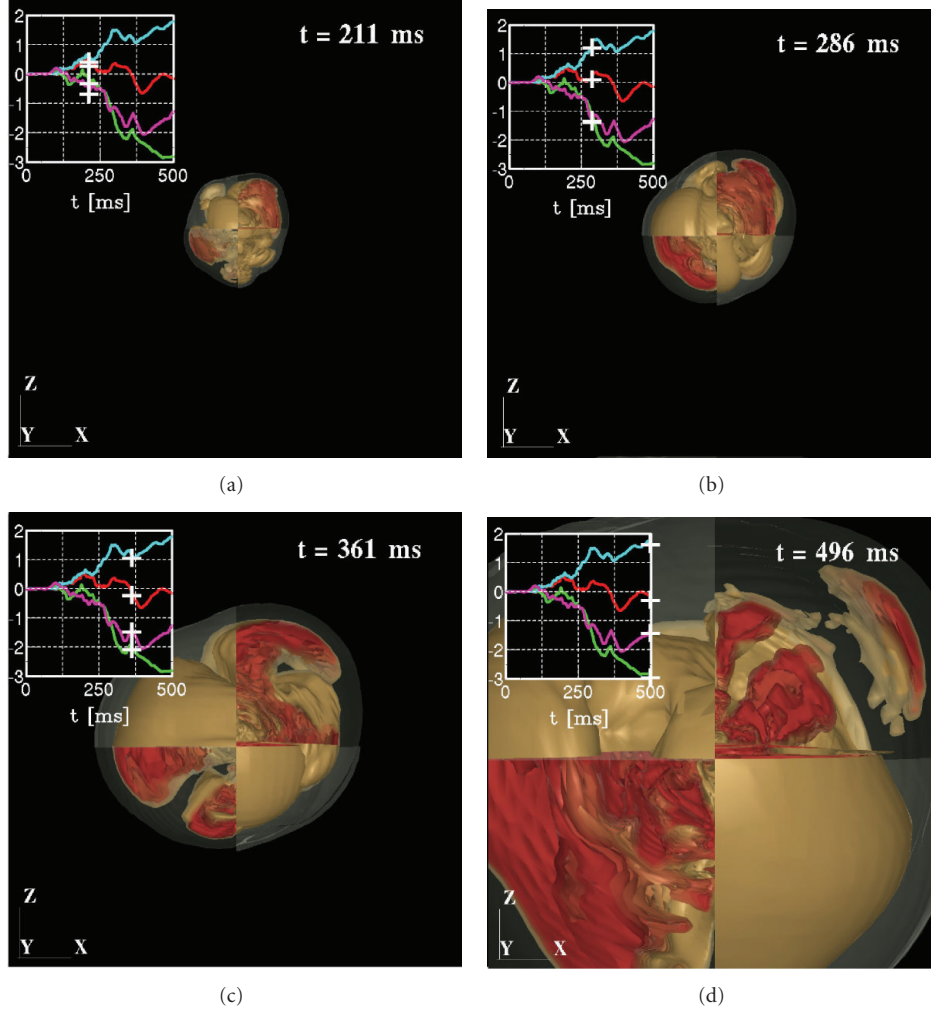 2
1
0
-1
-2
-3
0 250 500
t [ms]
t = 211 ms
Z
Y X
(a)
2
1
0
-1
-2
-3
0 250 500
t [ms]
t = 286 ms
Z
Y X
(b)
2
1
0
-1
-2
-3
0 250 500
t [ms]
t = 361 ms
Z
Y X
(c)
2
1
0
-1
-2
-3
0 250 500
t [ms]
t = 496 ms
Z
Y X
(d)